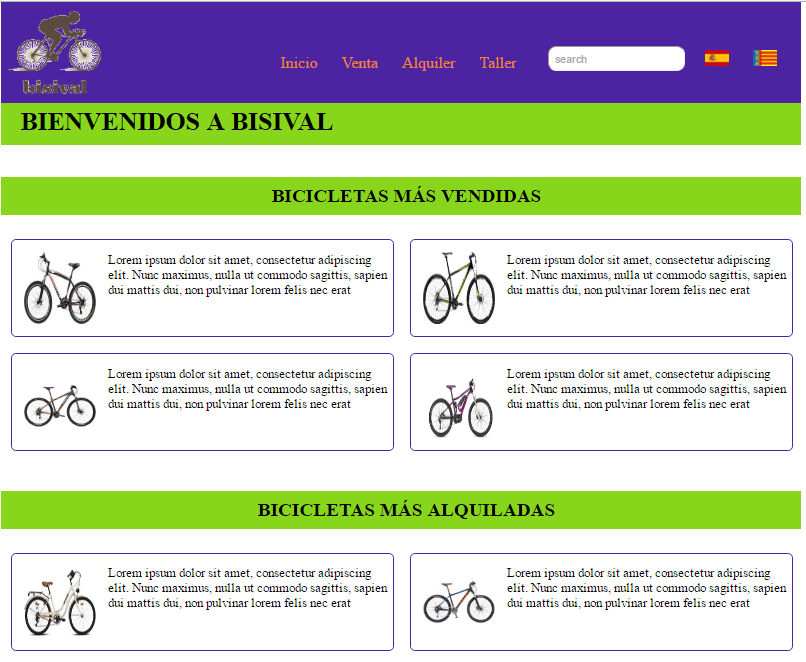 bisival
Inicio Venta Alquiler Taller search
BIENVENIDOS A BISIVAL
BICICLETAS MÁS VENDIDAS
Lorem ipsum dolor sit amet, consectetur adipiscing
elit. Nunc maximus, nulla ut commodo sagittis, sapien
dui mattis dui, non pulvinar lorem felis nec erat
Lorem ipsum dolor sit amet, consectetur adipiscing
elit. Nunc maximus, nulla ut commodo sagittis, sapien
dui mattis dui, non pulvinar lorem felis nec erat
Lorem ipsum dolor sit amet, consectetur adipiscing
elit. Nunc maximus, nulla ut commodo sagittis, sapien
dui mattis dui, non pulvinar lorem felis nec erat
Lorem ipsum dolor sit amet, consectetur adipiscing
elit. Nunc maximus, nulla ut commodo sagittis, sapien
dui mattis dui, non pulvinar lorem felis nec erat
BICICLETAS MÁS ALQUILADAS
Lorem ipsum dolor sit amet, consectetur adipiscing
elit. Nunc maximus, nulla ut commodo sagittis, sapien
dui mattis dui, non pulvinar lorem felis nec erat
Lorem ipsum dolor sit amet, consectetur adipiscing
elit. Nunc maximus, nulla ut commodo sagittis, sapien
dui mattis dui, non pulvinar lorem felis nec erat